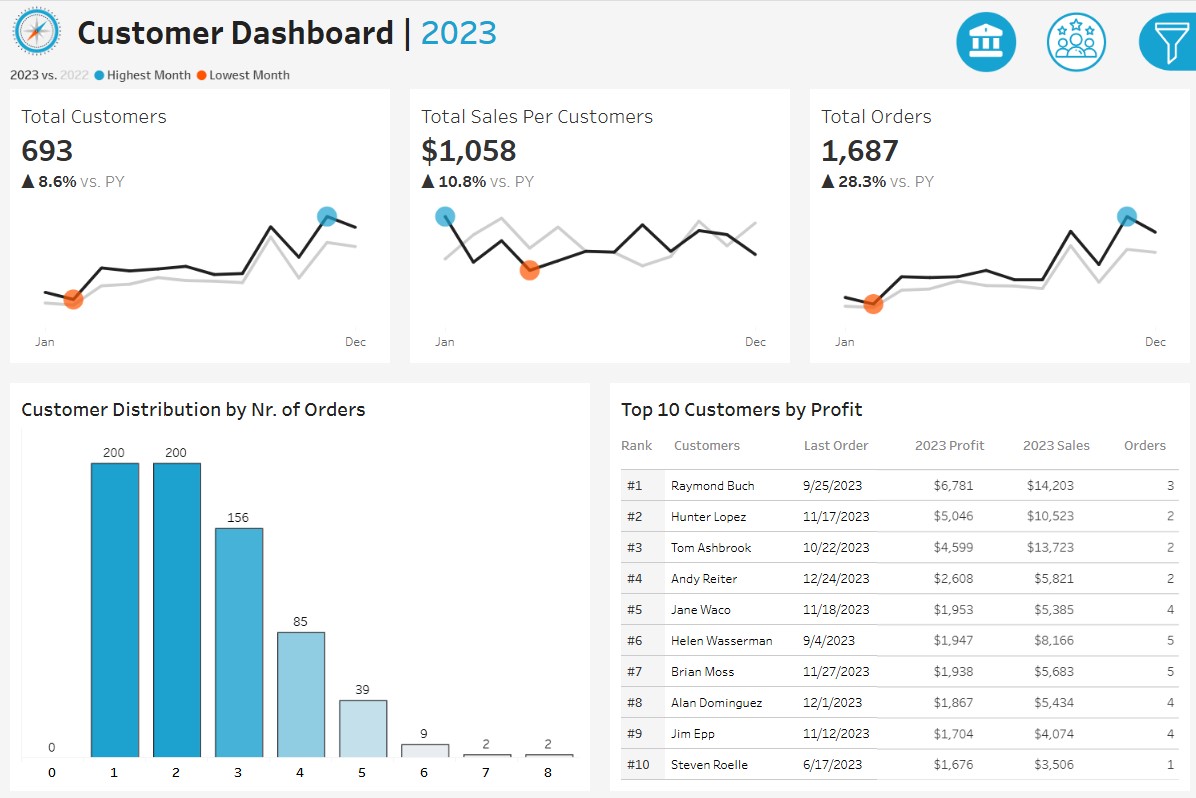 Customer Dashboard | 2023
2023 vs. 2022 Highest Month Lowest Month
Total Customers
693
▲ 8.6% vs. PY
Jan Dec
Total Sales Per Customers
$1,058
▲ 10.8% vs. PY
Jan Dec
Total Orders
1,687
▲ 28.3% vs. PY
Jan Dec
Customer Distribution by Nr. of Orders
0 200 200 156 85 39 9 2 2
0 1 2 3 4 5 6 7 8
Top 10 Customers by Profit
Rank Customers Last Order 2023 Profit 2023 Sales Orders
#1 Raymond Buch 9/25/2023 $6,781 $14,203 3
#2 Hunter Lopez 11/17/2023 $5,046 $10,523 2
#3 Tom Ashbrook 10/22/2023 $4,599 $13,723 2
#4 Andy Reiter 12/24/2023 $2,608 $5,821 2
#5 Jane Waco 11/18/2023 $1,953 $5,385 4
#6 Helen Wasserman 9/4/2023 $1,947 $8,166 5
#7 Brian Moss 11/27/2023 $1,938 $5,683 5
#8 Alan Dominguez 12/1/2023 $1,867 $5,434 4
#9 Jim Epp 11/12/2023 $1,704 $4,074 4
#10 Steven Roelle 6/17/2023 $1,676 $3,506 1